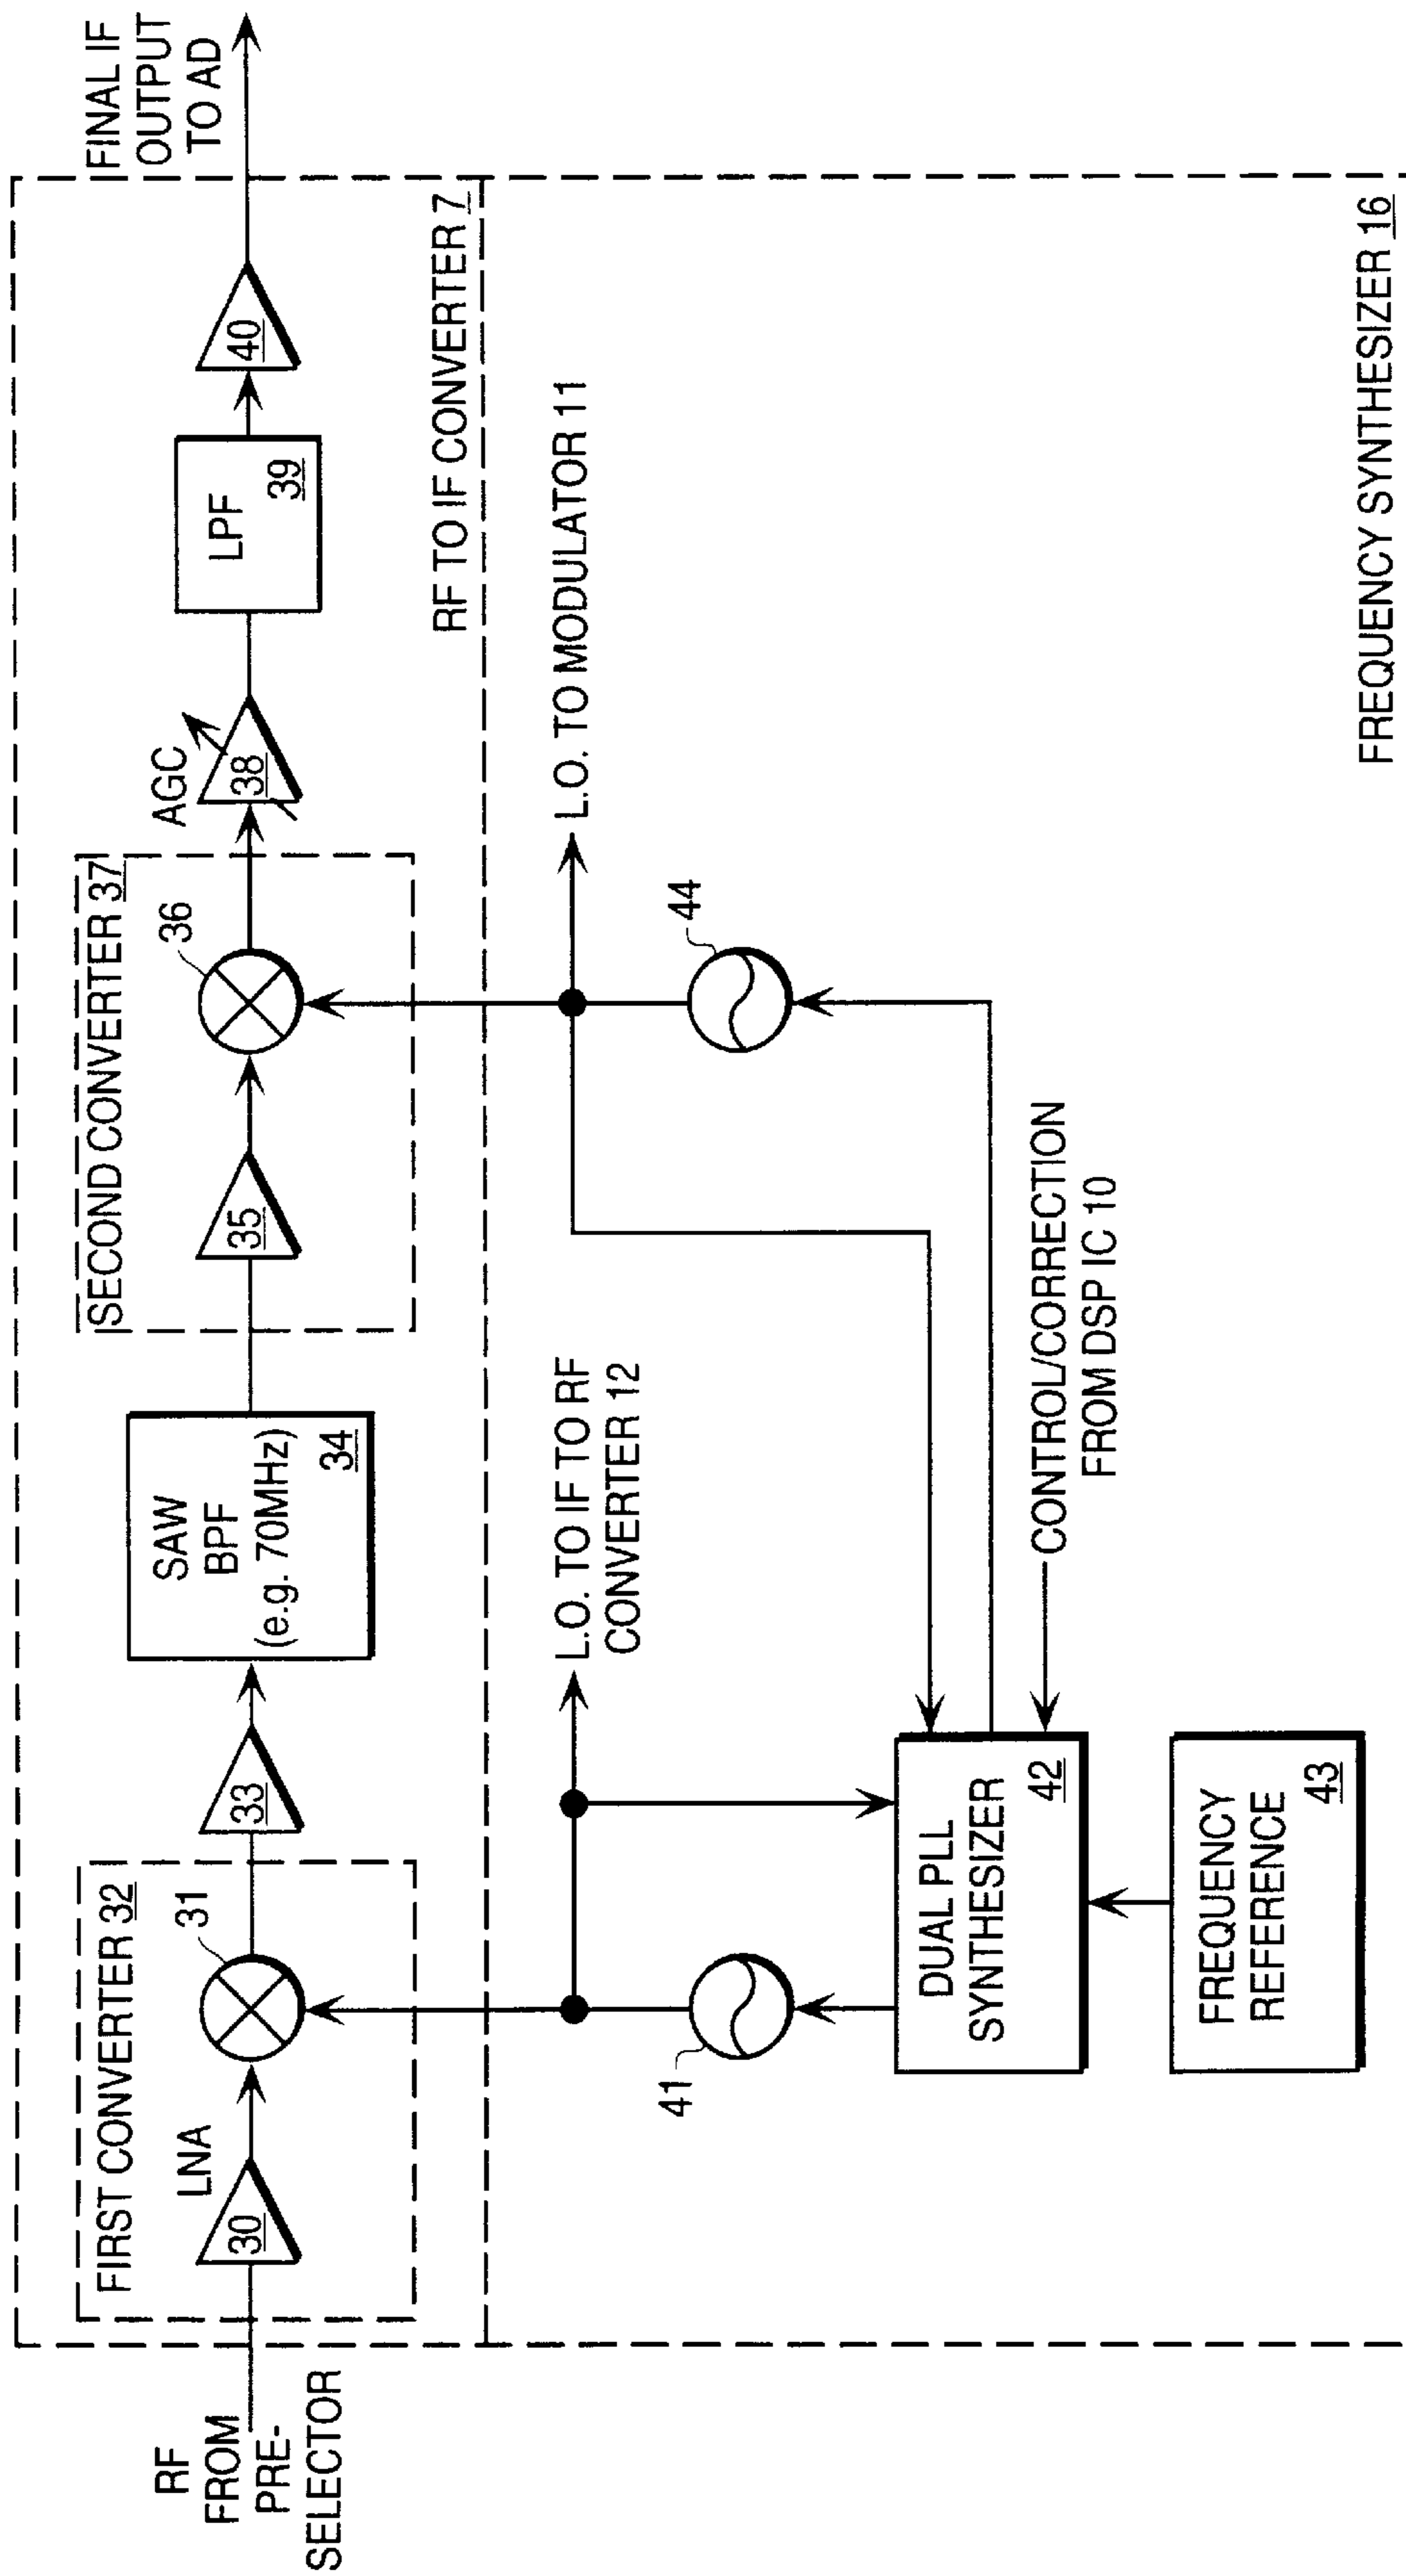 RF
FROM
PRE-
SELECTOR
FIRST CONVERTER 32
LNA
30
31
33
SAW
BPF
(e.g. 70MHz)
34
SECOND CONVERTER 37
35
36
AGC
38
LPF
39
40
FINAL IF
OUTPUT
TO AD
RF TO IF CONVERTER 7
L.O. TO IF TO RF
CONVERTER 12
L.O. TO MODULATOR 11
41
44
DUAL PLL
SYNTHESIZER
42
CONTROL/CORRECTION
FROM DSP IC 10
FREQUENCY
REFERENCE
43
FREQUENCY SYNTHESIZER 16